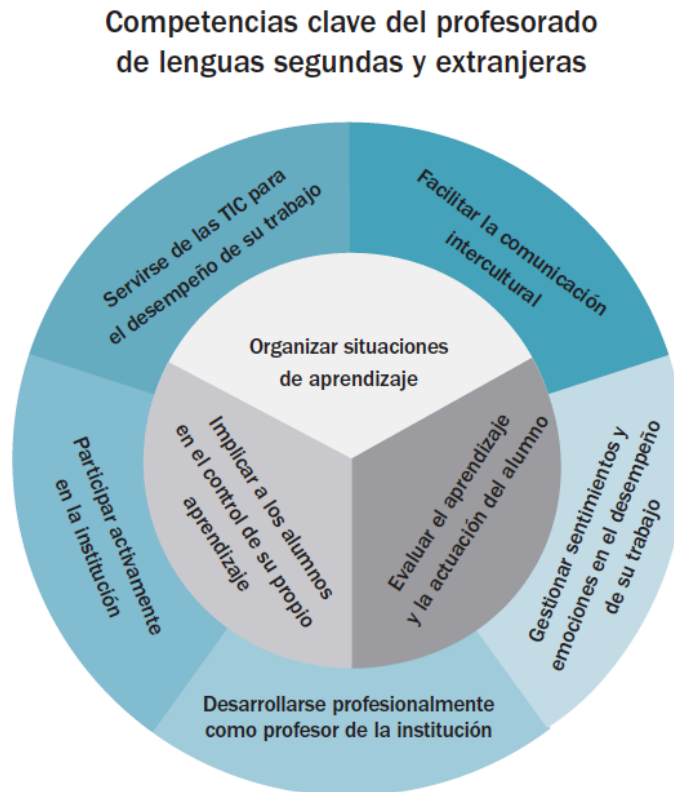 Competencias clave del profesorado
de lenguas segundas y extranjeras
Servirse de las TIC para
el desempeño de su trabajo
Facilitar la comunicación
intercultural
Organizar situaciones
de aprendizaje
Implicar a los alumnos
en el control de su propio
aprendizaje
Evaluar el aprendizaje
y la actuación del alumno
Participar activamente
en la institución
Gestionar sentimientos y
emociones en el desempeño
de su trabajo
Desarrollarse profesionalmente
como profesor de la institución